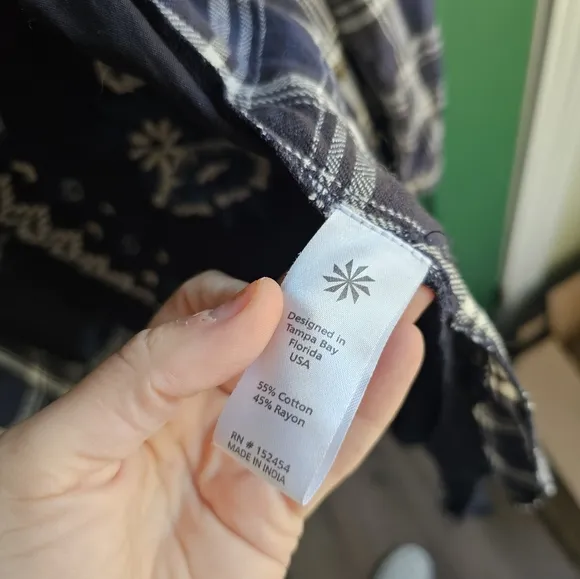 Designed in
Tampa Bay
Florida
USA
55% Cotton
45% Rayon
RN # 152454
MADE IN INDIA